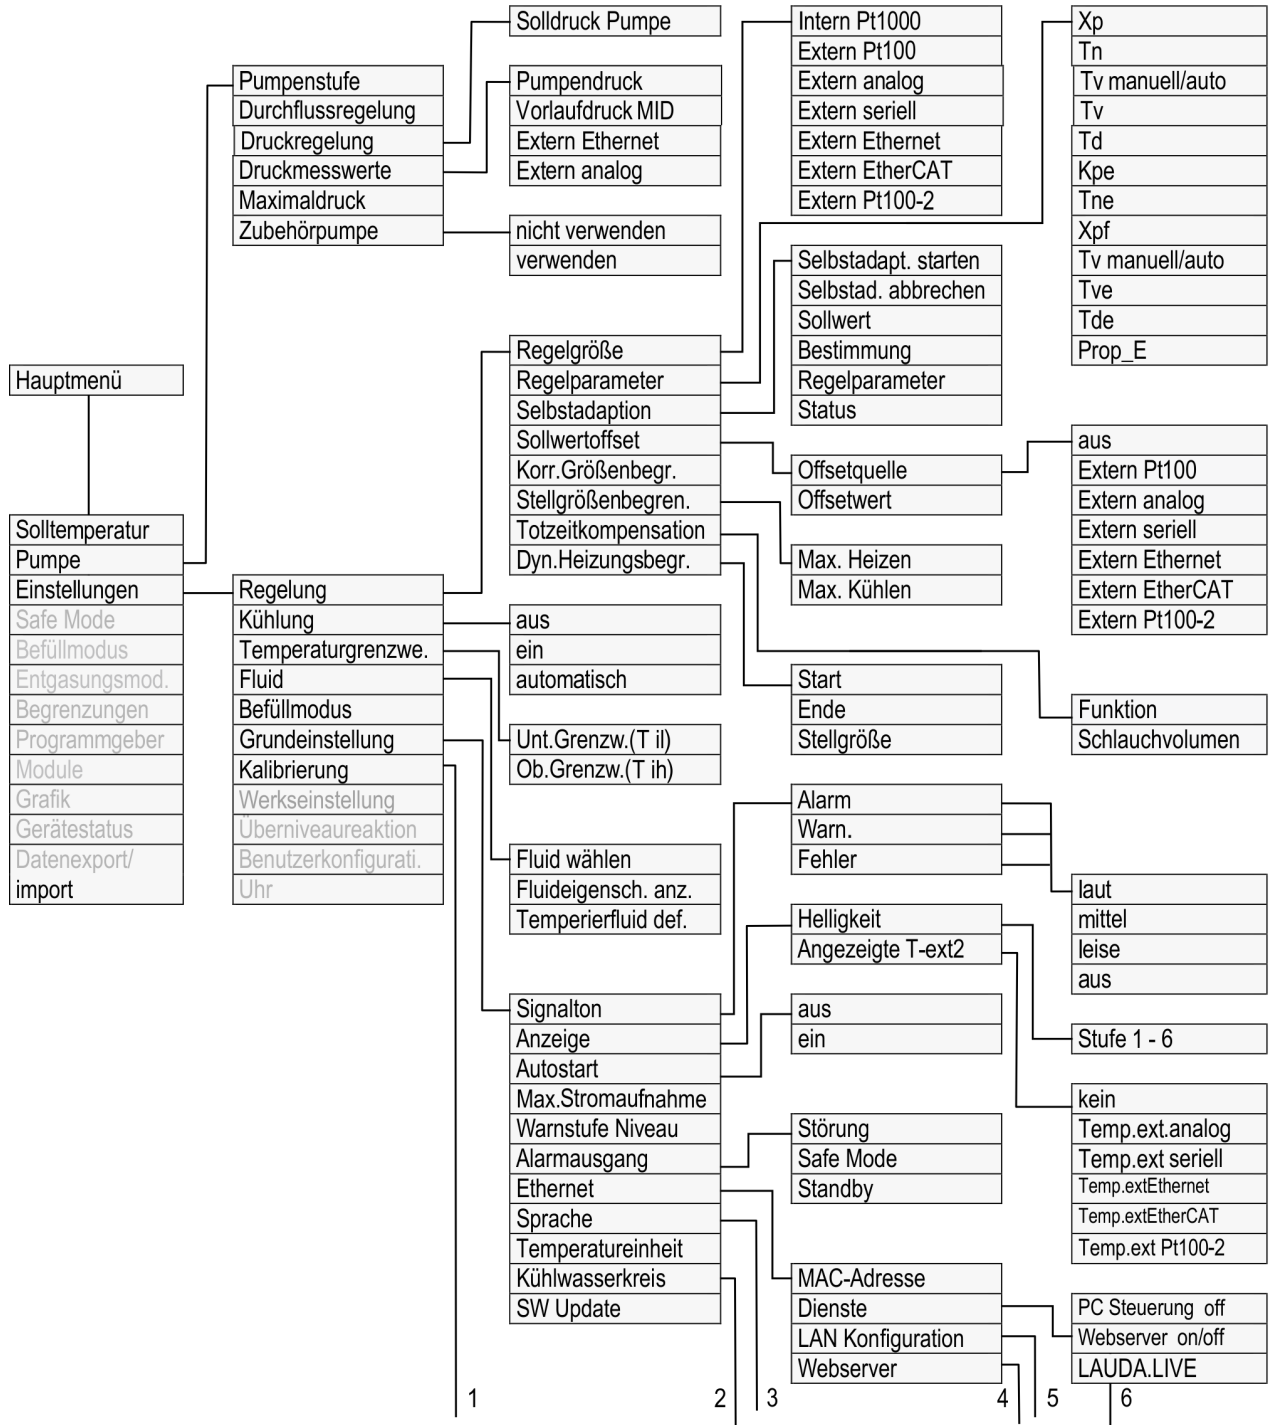 Hauptmenü
Solltemperatur
Pumpe
Einstellungen
Safe Mode
Befüllmodus
Entgasungsmod.
Begrenzungen
Programmgeber
Module
Grafik
Gerätestatus
Datenexport/
import
Pumpenstufe
Durchflussregelung
Druckregelung
Druckmesswerte
Maximaldruck
Zubehörpumpe
Regelung
Kühlung
Temperaturgrenzwe.
Fluid
Befüllmodus
Grundeinstellung
Kalibrierung
Werkseinstellung
Überniveaureaktion
Benutzerkonfigurati.
Uhr
Solldruck Pumpe
Pumpendruck
Vorlaufdruck MID
Extern Ethernet
Extern analog
nicht verwenden
verwenden
Regelgröße
Regelparameter
Selbstadaption
Sollwertoffset
Korr.Größenbegr.
Stellgrößenbegren.
Totzeitkompensation
Dyn.Heizungsbegr.
aus
ein
automatisch
Unt.Grenzw.(T il)
Ob.Grenzw.(T ih)
Fluid wählen
Fluideigensch. anz.
Temperierfluid def.
Signalton
Anzeige
Autostart
Max.Stromaufnahme
Warnstufe Niveau
Alarmausgang
Ethernet
Sprache
Temperatureinheit
Kühlwasserkreis
SW Update
Intern Pt1000
Extern Pt100
Extern analog
Extern seriell
Extern Ethernet
Extern EtherCAT
Extern Pt100-2
Selbstadapt. starten
Selbstad. abbrechen
Sollwert
Bestimmung
Regelparameter
Status
Offsetquelle
Offsetwert
Max. Heizen
Max. Kühlen
Start
Ende
Stellgröße
Alarm
Warn.
Fehler
Helligkeit
Angezeigte T-ext2
aus
ein
Störung
Safe Mode
Standby
MAC-Adresse
Dienste
LAN Konfiguration
Webserver
Xp
Tn
Tv manuell/auto
Tv
Td
Kpe
Tne
Xpf
Tv manuell/auto
Tve
Tde
Prop_E
aus
Extern Pt100
Extern analog
Extern seriell
Extern Ethernet
Extern EtherCAT
Extern Pt100-2
Funktion
Schlauchvolumen
laut
mittel
leise
aus
Stufe 1 - 6
kein
Temp.ext.analog
Temp.ext seriell
Temp.extEthernet
Temp.extEtherCAT
Temp.ext Pt100-2
PC Steuerung off
Webserver on/off
LAUDA.LIVE
1
2
3
4
5
6